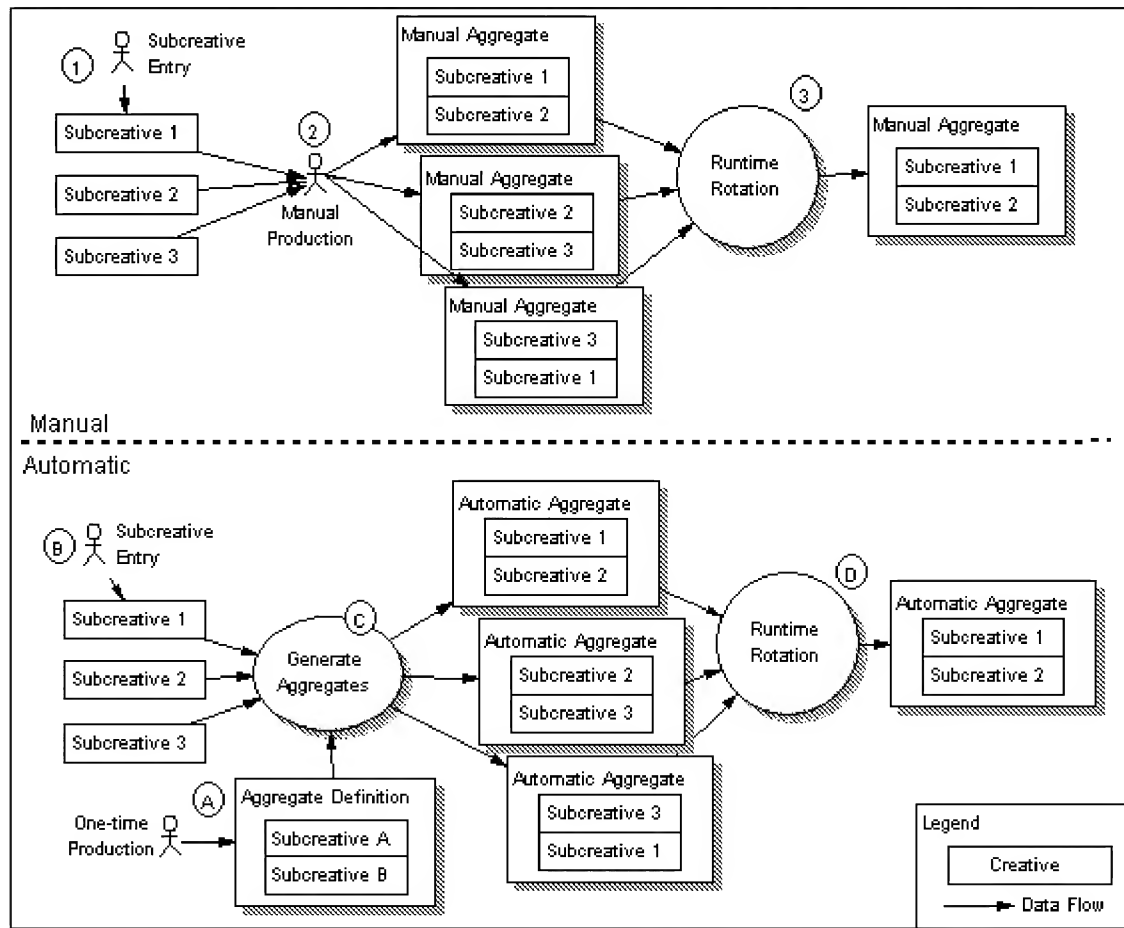 1
Subcreative
Entry
Subcreative 1
Subcreative 2
Subcreative 3
2
Manual
Production
Manual Aggregate
Subcreative 1
Subcreative 2
Manual Aggregate
Subcreative 2
Subcreative 3
Manual Aggregate
Subcreative 3
Subcreative 1
3
Runtime
Rotation
Manual Aggregate
Subcreative 1
Subcreative 2
Manual
Automatic
B
Subcreative
Entry
Subcreative 1
Subcreative 2
Subcreative 3
C
Generate
Aggregates
A
One-time
Production
Aggregate Definition
Subcreative A
Subcreative B
Automatic Aggregate
Subcreative 1
Subcreative 2
Automatic Aggregate
Subcreative 2
Subcreative 3
Automatic Aggregate
Subcreative 3
Subcreative 1
D
Runtime
Rotation
Automatic Aggregate
Subcreative 1
Subcreative 2
Legend
Creative
Data Flow